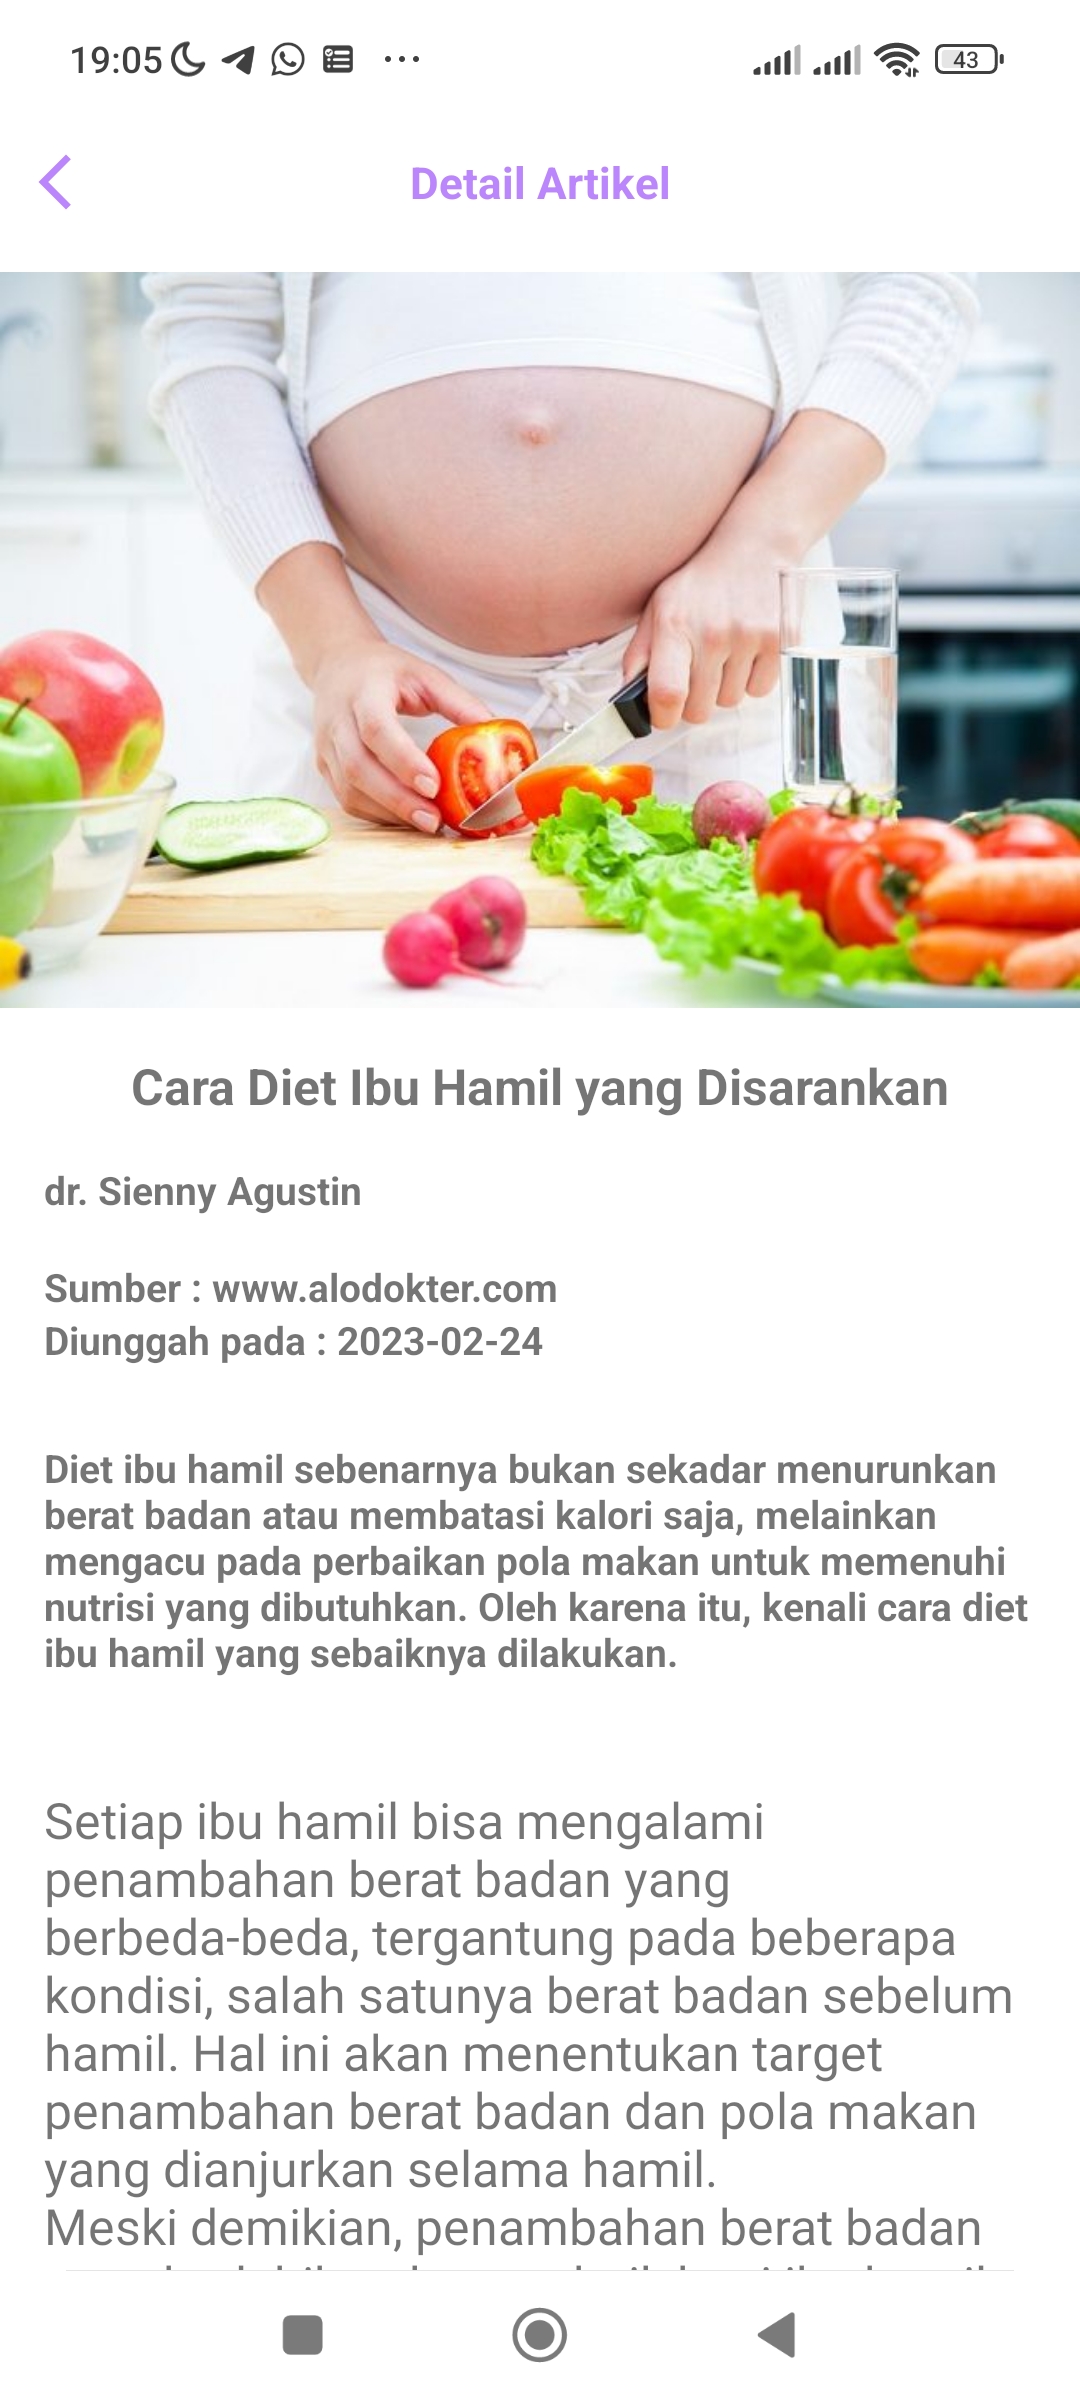 19:05
43
Detail Artikel
Cara Diet Ibu Hamil yang Disarankan
dr. Sienny Agustin
Sumber : www.alodokter.com
Diunggah pada : 2023-02-24
Diet ibu hamil sebenarnya bukan sekadar menurunkan
berat badan atau membatasi kalori saja, melainkan
mengacu pada perbaikan pola makan untuk memenuhi
nutrisi yang dibutuhkan. Oleh karena itu, kenali cara diet
ibu hamil yang sebaiknya dilakukan.
Setiap ibu hamil bisa mengalami
penambahan berat badan yang
berbeda-beda, tergantung pada beberapa
kondisi, salah satunya berat badan sebelum
hamil. Hal ini akan menentukan target
penambahan berat badan dan pola makan
yang dianjurkan selama hamil.
Meski demikian, penambahan berat badan